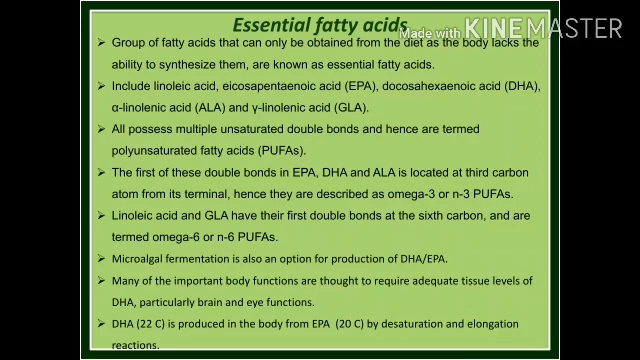 Essential fatty acids
Made with KINEMASTER
➢ Group of fatty acids that can only be obtained from the diet as the body lacks the
ability to synthesize them, are known as essential fatty acids.
➢ Include linoleic acid, eicosapentaenoic acid (EPA), docosahexaenoic acid (DHA),
α-linolenic acid (ALA) and γ-linolenic acid (GLA).
➢ All possess multiple unsaturated double bonds and hence are termed
polyunsaturated fatty acids (PUFAs).
➢ The first of these double bonds in EPA, DHA and ALA is located at third carbon
atom from its terminal, hence they are described as omega-3 or n-3 PUFAs.
➢ Linoleic acid and GLA have their first double bonds at the sixth carbon, and are
termed omega-6 or n-6 PUFAs.
➢ Microalgal fermentation is also an option for production of DHA/EPA.
➢ Many of the important body functions are thought to require adequate tissue levels of
DHA, particularly brain and eye functions.
➢ DHA (22 C) is produced in the body from EPA (20 C) by desaturation and elongation
reactions.